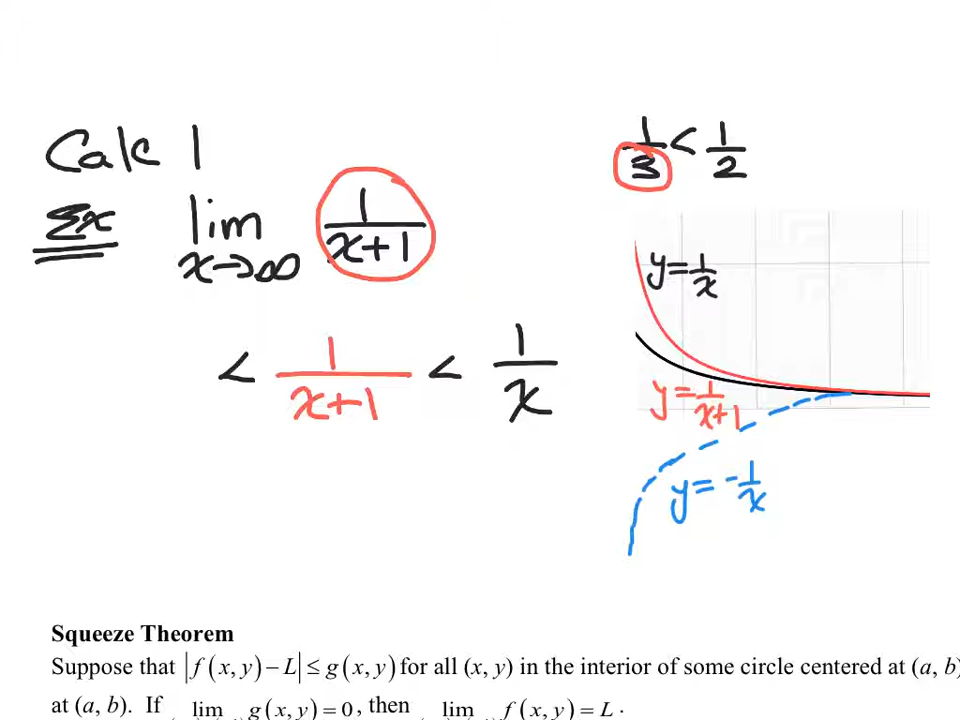 Calc 1
Ex lim x→∞ 1/(x+1)
< 1/(x+1) < 1/x
1/3 < 1/2
y = 1/x
y = 1/(x+1)
y = -1/x
Squeeze Theorem
Suppose that |f(x, y) − L| ≤ g(x, y) for all (x, y) in the interior of some circle centered at (a, b)
at (a, b). If lim g(x, y) = 0, then lim f(x, y) = L.